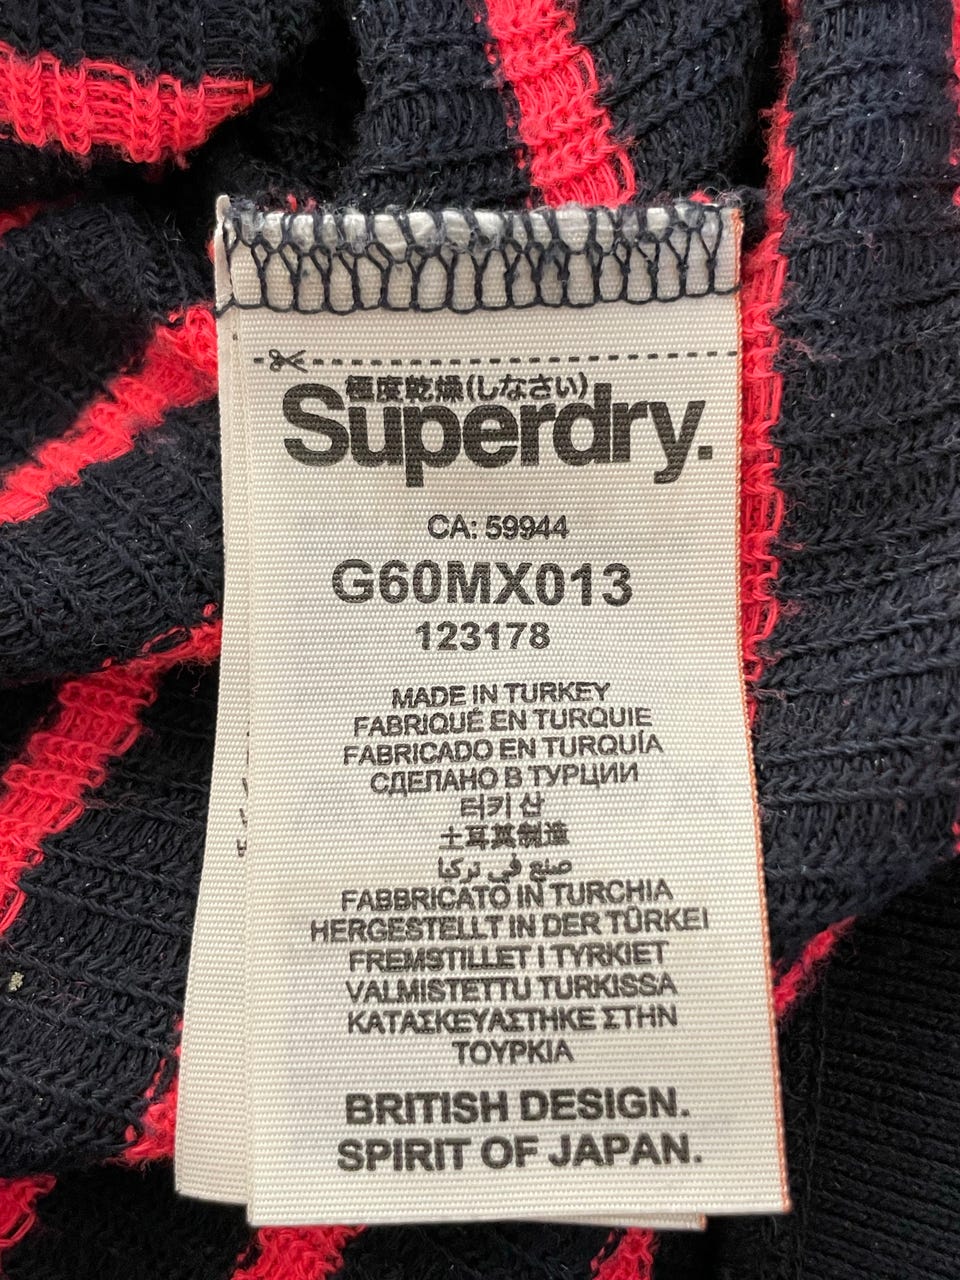 極度乾燥(しなさい)
Superdry.
CA: 59944
G60MX013
123178
MADE IN TURKEY
FABRIQUÉ EN TURQUIE
FABRICADO EN TURQUÍA
СДЕЛАНО В ТУРЦИИ
터키 산
土耳其制造
صنع في تركيا
FABBRICATO IN TURCHIA
HERGESTELLT IN DER TÜRKEI
FREMSTILLET I TYRKIET
VALMISTETTU TURKISSA
ΚΑΤΑΣΚΕΥΑΣΤΗΚΕ ΣΤΗΝ
ΤΟΥΡΚΙΑ
BRITISH DESIGN.
SPIRIT OF JAPAN.